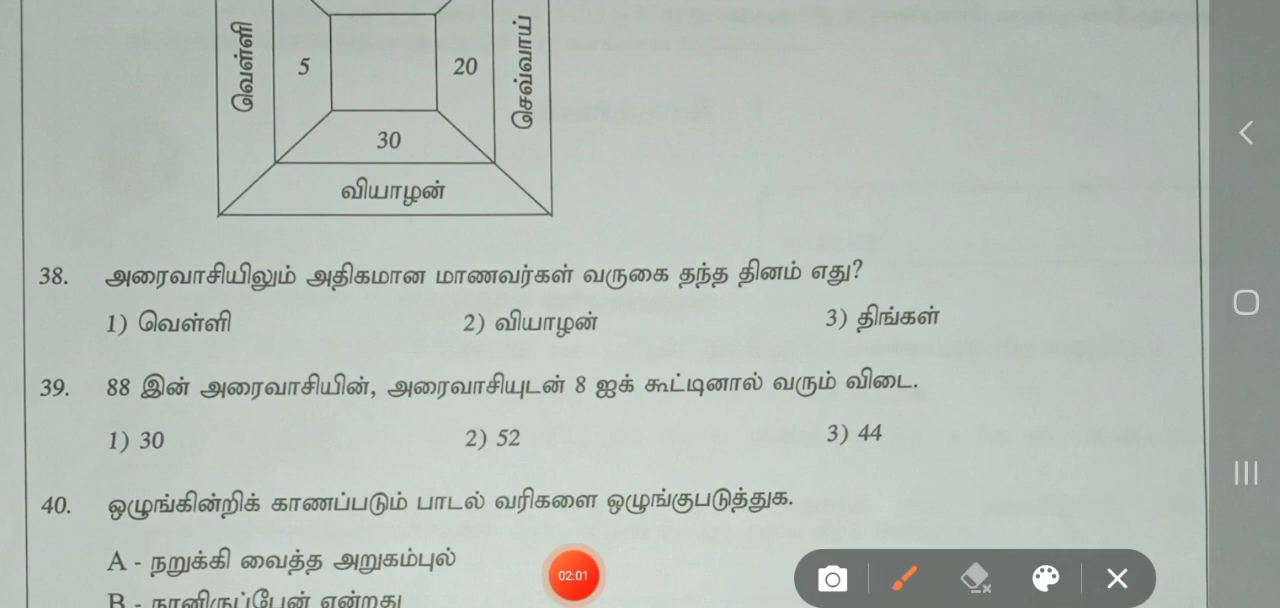 வெள்ளி
5
20
செவ்வாய்
30
வியாழன்
38. அரைவாசியிலும் அதிகமான மாணவர்கள் வருகை தந்த தினம் எது?
1) வெள்ளி 2) வியாழன் 3) திங்கள்
39. 88 இன் அரைவாசியின், அரைவாசியுடன் 8 ஐக் கூட்டினால் வரும் விடை.
1) 30 2) 52 3) 44
40. ஒழுங்கின்றிக் காணப்படும் பாடல் வரிகளை ஒழுங்குபடுத்துக.
A - நறுக்கி வைத்த அறுகம்புல்
02:01
B - நானிருப்பேன் என்றது